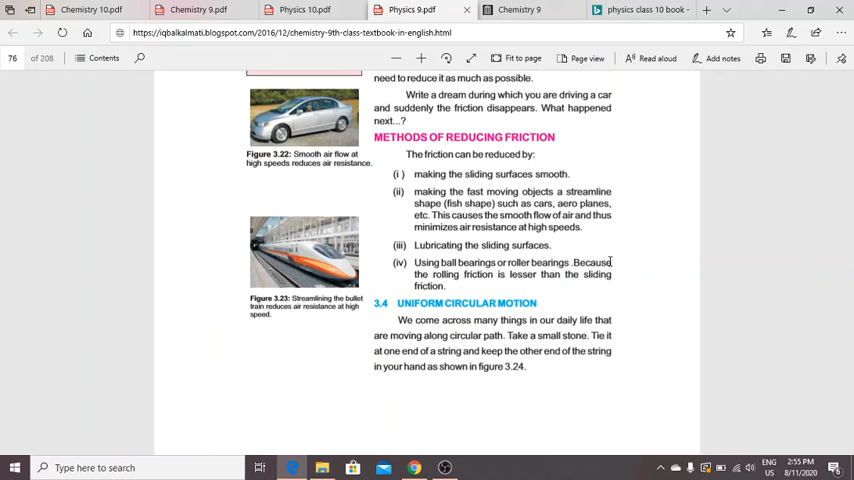 Chemistry 10.pdf
Chemistry 9.pdf
Physics 10.pdf
Physics 9.pdf
Chemistry 9
physics class 10 book -
https://iqbalkalmati.blogspot.com/2016/12/chemistry-9th-class-textbook-in-english.html
76 of 208
Contents
Fit to page
Page view
Read aloud
Add notes
need to reduce it as much as possible.
Write a dream during which you are driving a car
and suddenly the friction disappears. What happened
next...?
METHODS OF REDUCING FRICTION
The friction can be reduced by:
(i ) making the sliding surfaces smooth.
(ii) making the fast moving objects a streamline
shape (fish shape) such as cars, aero planes,
etc. This causes the smooth flow of air and thus
minimizes air resistance at high speeds.
(iii) Lubricating the sliding surfaces.
(iv) Using ball bearings or roller bearings .Because
the rolling friction is lesser than the sliding
friction.
Figure 3.22: Smooth air flow at
high speeds reduces air resistance.
Figure 3.23: Streamlining the bullet
train reduces air resistance at high
speed.
3.4 UNIFORM CIRCULAR MOTION
We come across many things in our daily life that
are moving along circular path. Take a small stone. Tie it
at one end of a string and keep the other end of the string
in your hand as shown in figure 3.24.
Type here to search
ENG
US
2:55 PM
8/11/2020